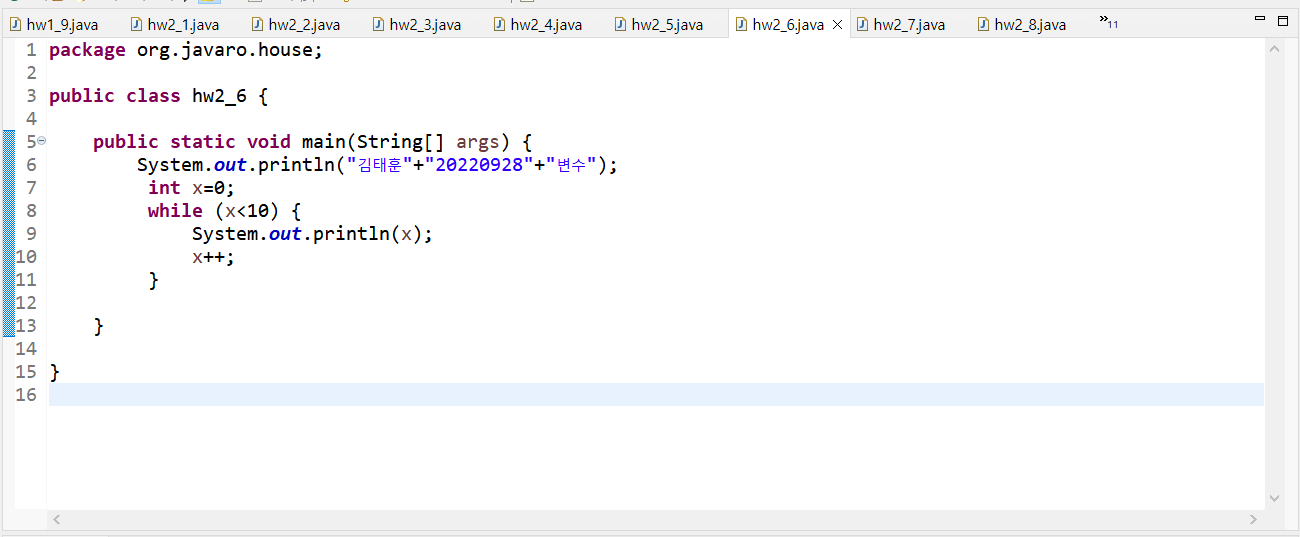 hw1_9.java hw2_1.java hw2_2.java hw2_3.java hw2_4.java hw2_5.java hw2_6.java hw2_7.java hw2_8.java »11
1 package org.javaro.house;
2
3 public class hw2_6 {
4
5 public static void main(String[] args) {
6 System.out.println("김태훈"+"20220928"+"변수");
7 int x=0;
8 while (x<10) {
9 System.out.println(x);
10 x++;
11 }
12
13 }
14
15 }
16